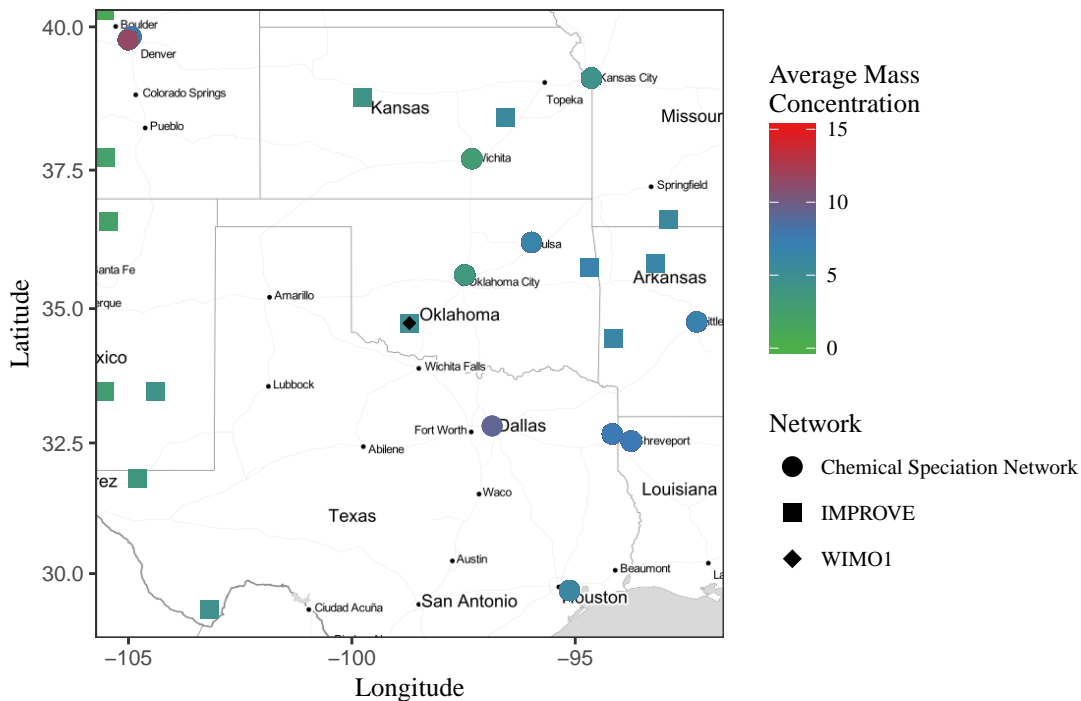 40.0
37.5
35.0
32.5
30.0
Latitude
−105
−100
−95
Longitude
Boulder
Denver
Colorado Springs
Pueblo
Kansas
Topeka
Kansas City
Missour
Wichita
Springfield
anta Fe
erque
xico
rez
Amarillo
Lubbock
ulsa
Oklahoma City
Oklahoma
Arkansas
ittle
Wichita Falls
Fort Worth
Dallas
Abilene
hreveport
Waco
Texas
Louisiana
Austin
Beaumont
La
San Antonio
Houston
Ciudad Acuña
Average Mass
Concentration
15
10
5
0
Network
Chemical Speciation Network
IMPROVE
WIMO1